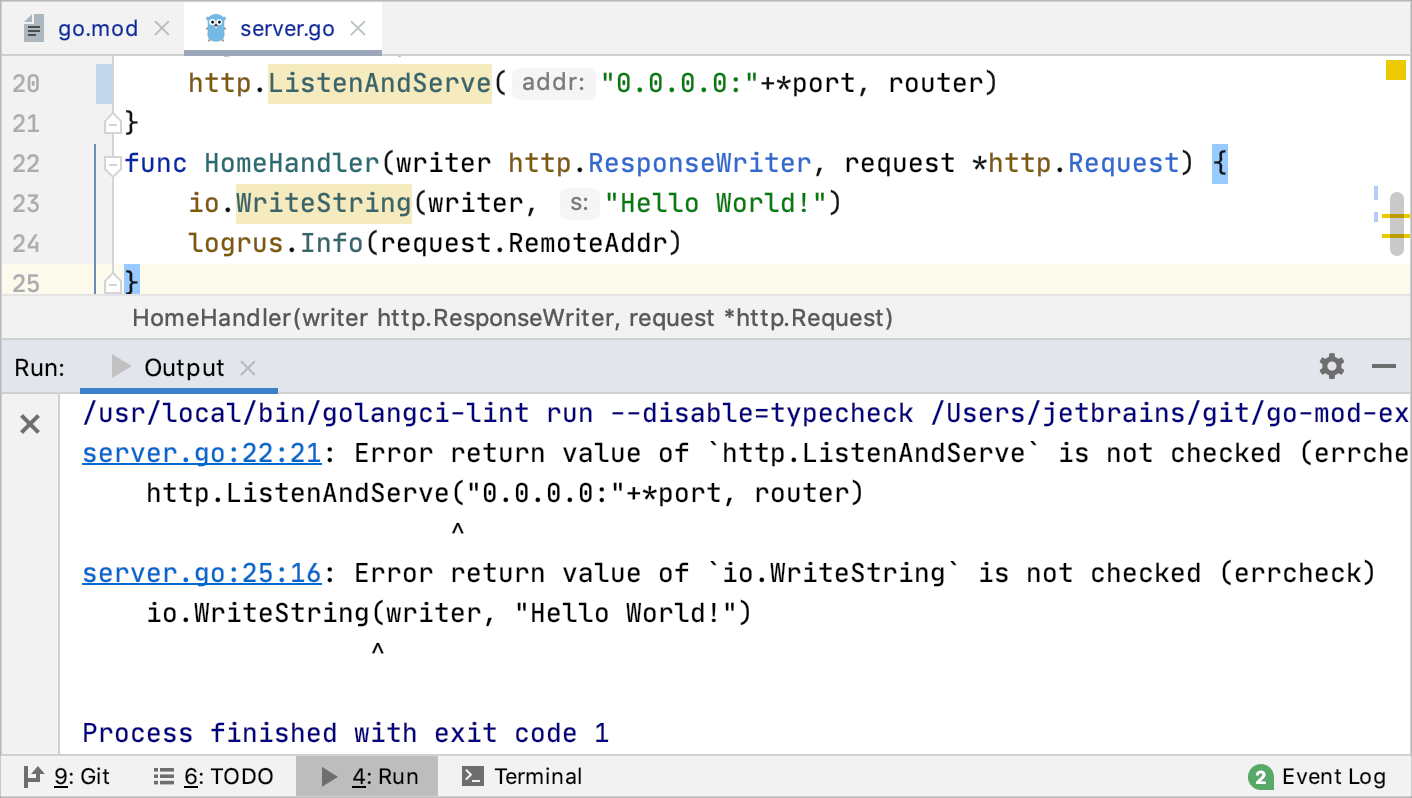 go.mod server.go
20 http.ListenAndServe( addr: "0.0.0.0:"+*port, router)
21 }
22 func HomeHandler(writer http.ResponseWriter, request *http.Request) {
23 io.WriteString(writer, s: "Hello World!")
24 logrus.Info(request.RemoteAddr)
25 }
HomeHandler(writer http.ResponseWriter, request *http.Request)
Run: Output
/usr/local/bin/golangci-lint run --disable=typecheck /Users/jetbrains/git/go-mod-ex
server.go:22:21: Error return value of `http.ListenAndServe` is not checked (errche
http.ListenAndServe("0.0.0.0:"+*port, router)
^
server.go:25:16: Error return value of `io.WriteString` is not checked (errcheck)
io.WriteString(writer, "Hello World!")
^
Process finished with exit code 1
9: Git 6: TODO 4: Run Terminal 2 Event Log